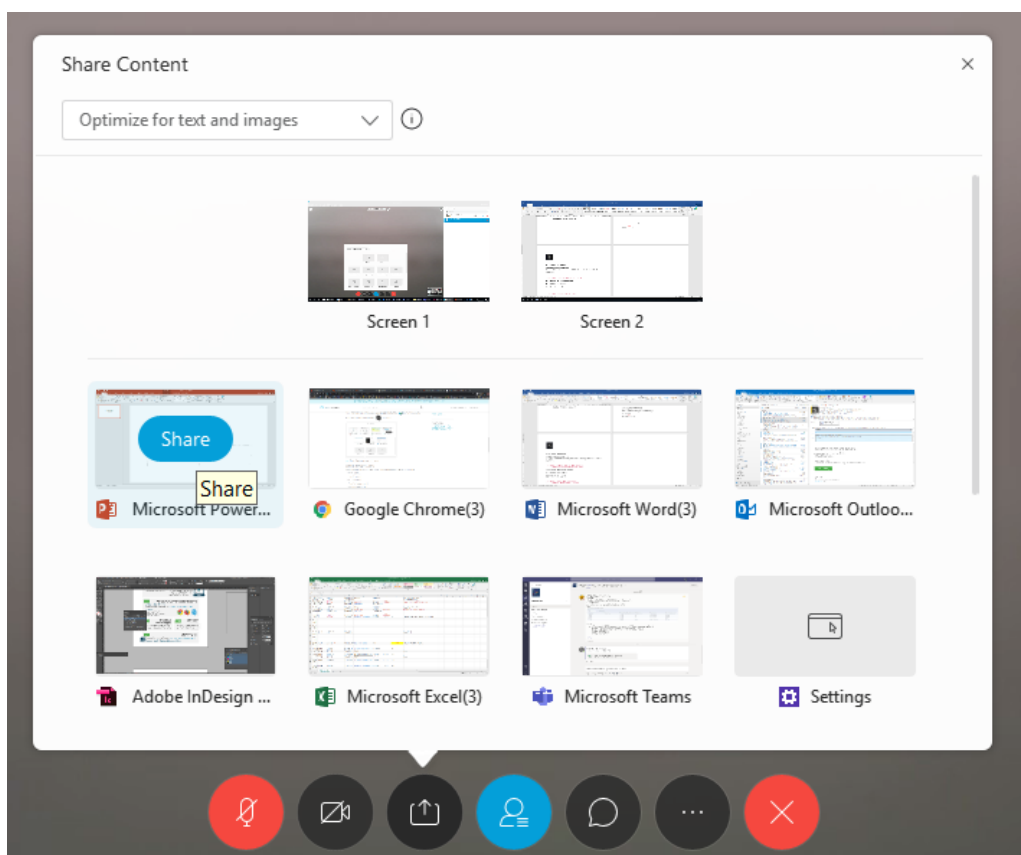 Share Content
Optimize for text and images
Screen 1 Screen 2
Share
Share
Microsoft Power... Google Chrome(3) Microsoft Word(3) Microsoft Outloo...
Adobe InDesign ... Microsoft Excel(3) Microsoft Teams Settings